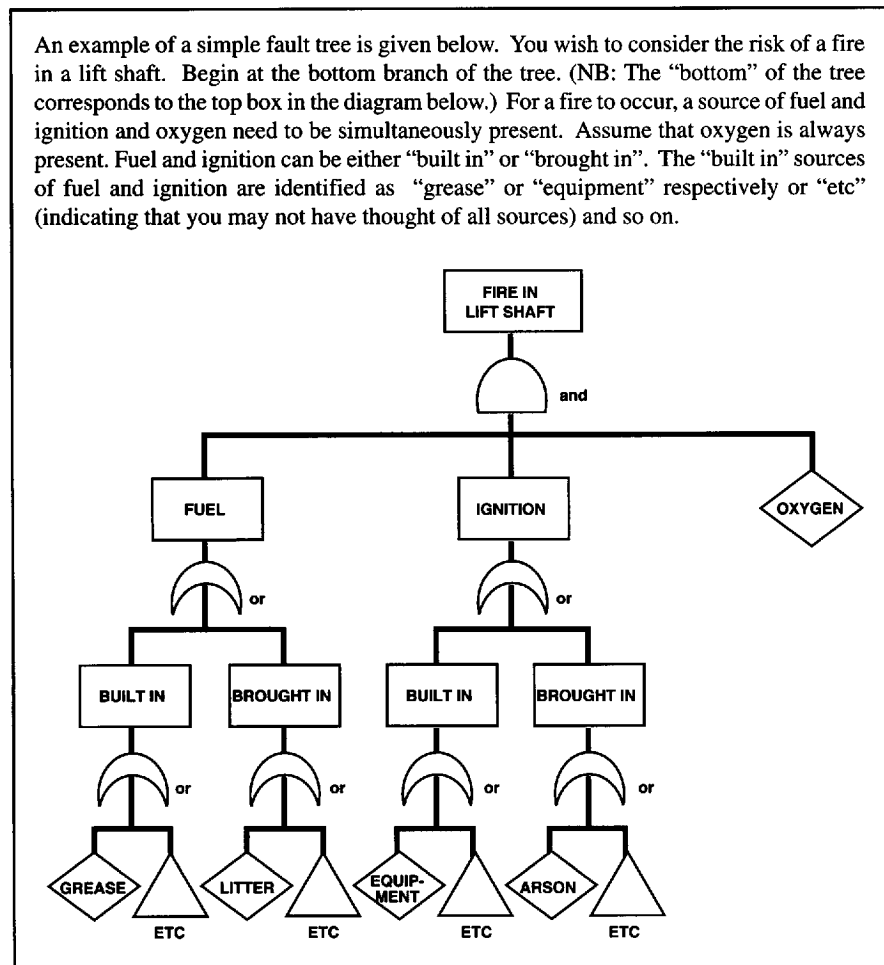 An example of a simple fault tree is given below. You wish to consider the risk of a fire
in a lift shaft. Begin at the bottom branch of the tree. (NB: The “bottom” of the tree
corresponds to the top box in the diagram below.) For a fire to occur, a source of fuel and
ignition and oxygen need to be simultaneously present. Assume that oxygen is always
present. Fuel and ignition can be either “built in” or “brought in”. The “built in” sources
of fuel and ignition are identified as “grease” or “equipment” respectively or “etc”
(indicating that you may not have thought of all sources) and so on.
FIRE IN
LIFT SHAFT
and
FUEL
IGNITION
OXYGEN
or
or
BUILT IN
BROUGHT IN
BUILT IN
BROUGHT IN
or
or
or
or
GREASE
LITTER
EQUIP-
MENT
ARSON
ETC
ETC
ETC
ETC